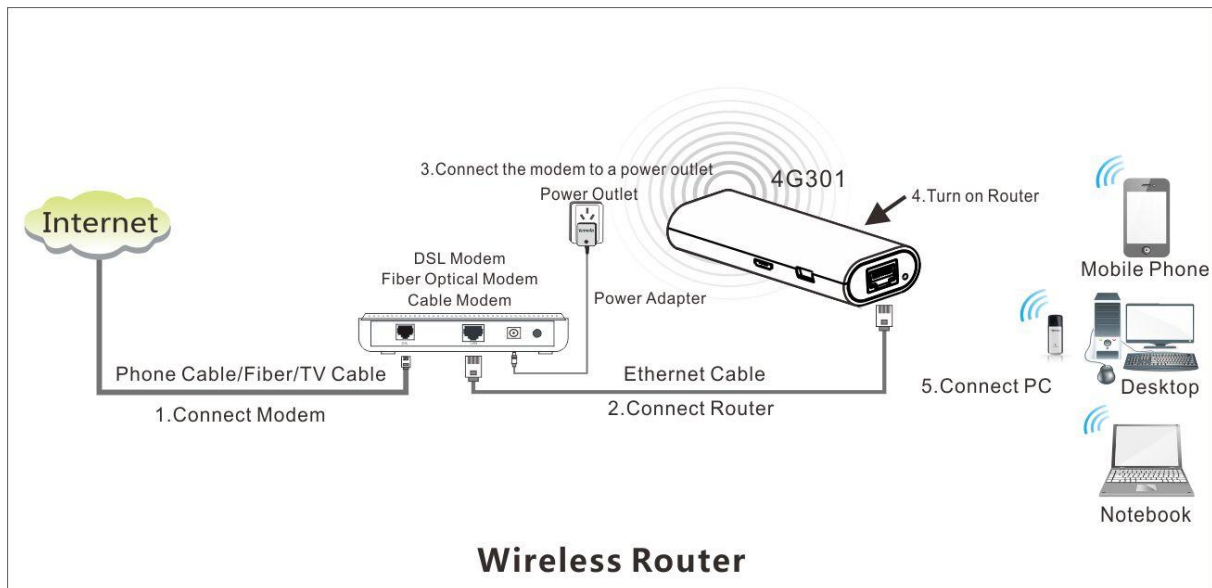 3.Connect the modem to a power outlet
4G301
Power Outlet
4.Turn on Router
Internet
DSL Modem
Fiber Optical Modem
Cable Modem
Power Adapter
Mobile Phone
Phone Cable/Fiber/TV Cable
1.Connect Modem
Ethernet Cable
2.Connect Router
5.Connect PC
Desktop
Notebook
Wireless Router